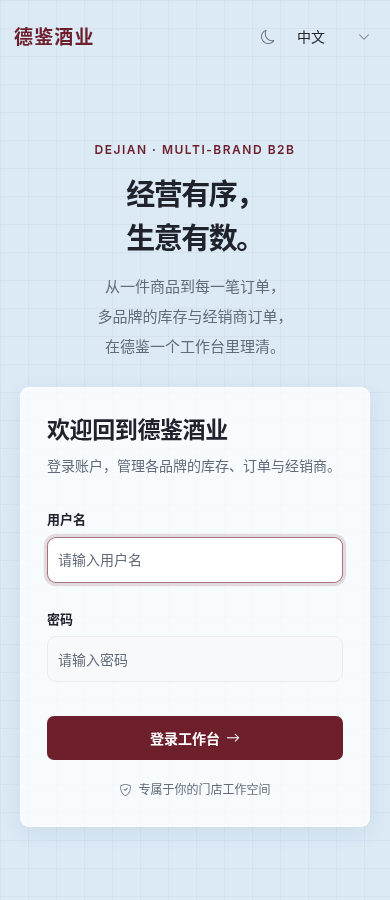 德鉴酒业
中文
DEJIAN · MULTI-BRAND B2B
经营有序，
生意有数。
从一件商品到每一笔订单，
多品牌的库存与经销商订单，
在德鉴一个工作台里理清。
欢迎回到德鉴酒业
登录账户，管理各品牌的库存、订单与经销商。
用户名
请输入用户名
密码
请输入密码
登录工作台 →
专属于你的门店工作空间